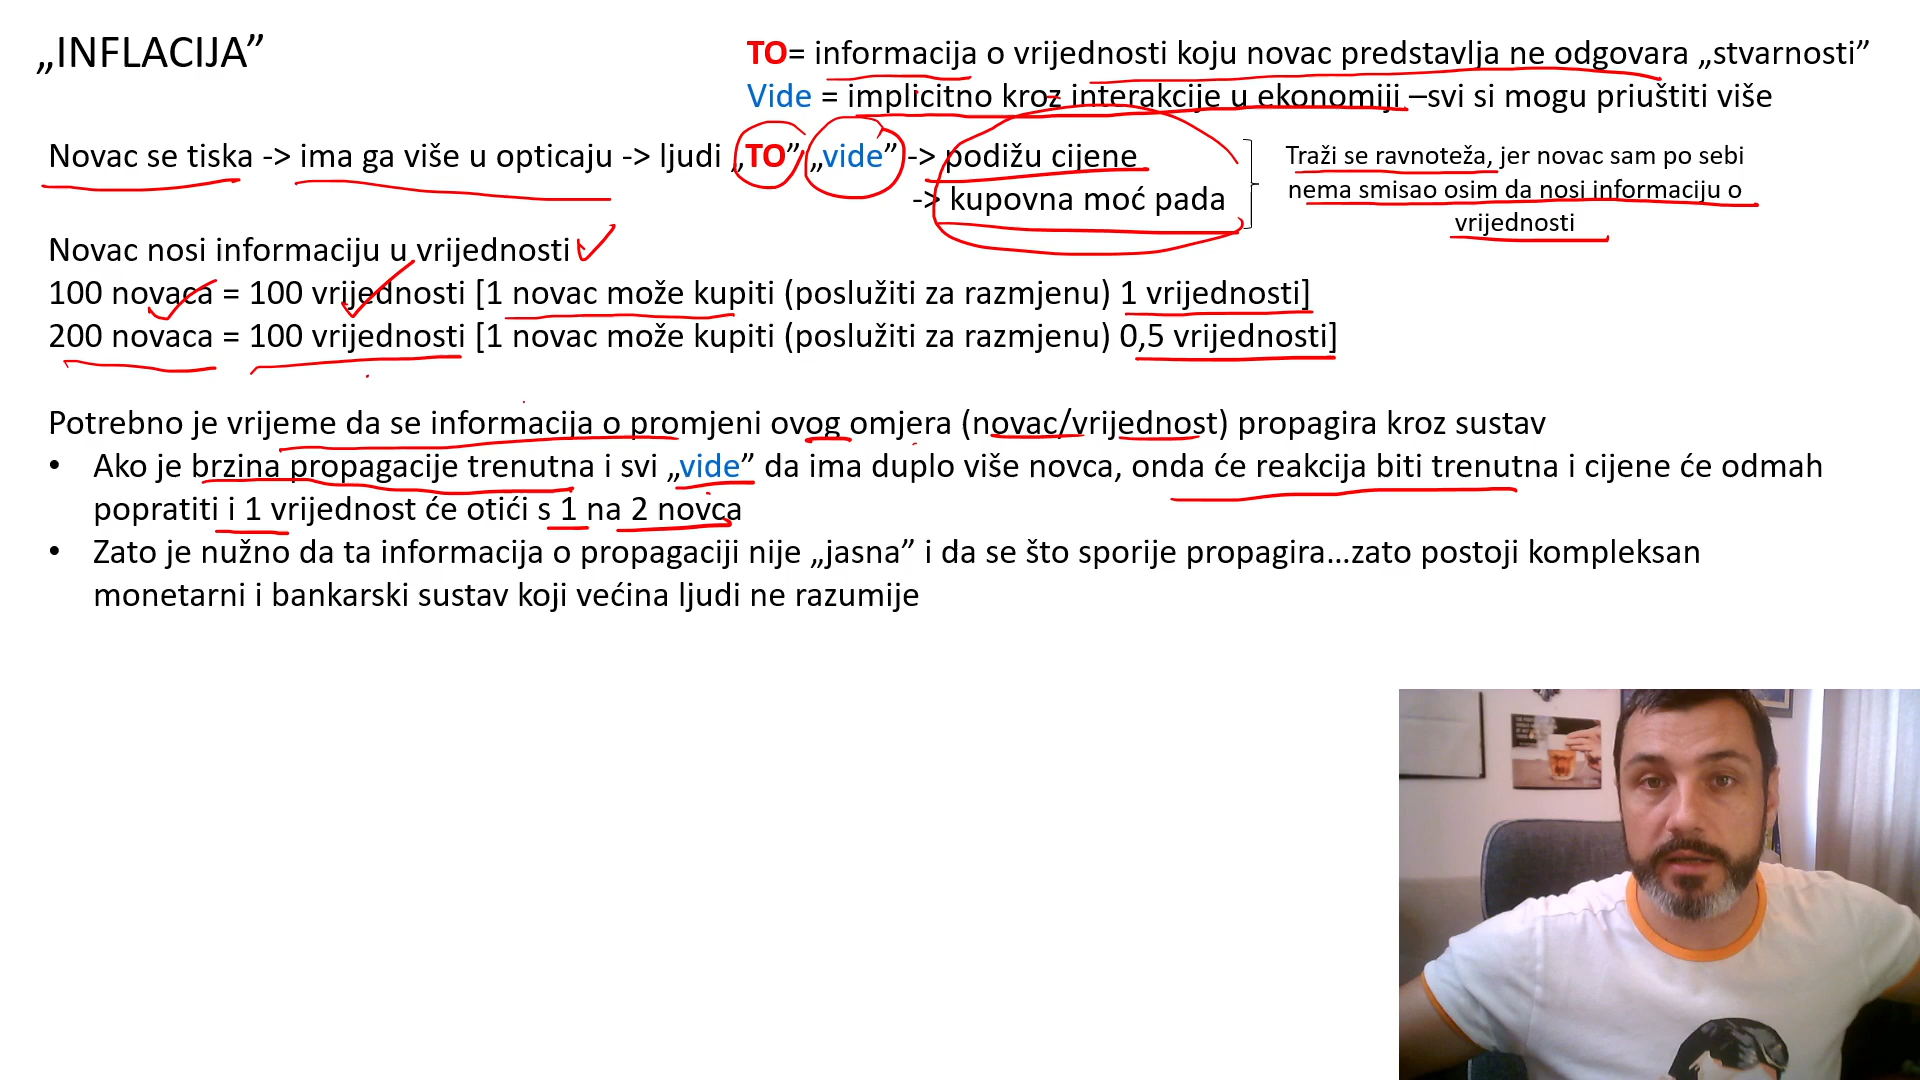 „INFLACIJA”
TO= informacija o vrijednosti koju novac predstavlja ne odgovara „stvarnosti”
Vide = implicitno kroz interakcije u ekonomiji –svi si mogu priuštiti više
Novac se tiska -> ima ga više u opticaju -> ljudi „TO” „vide” -> podižu cijene
-> kupovna moć pada
Traži se ravnoteža, jer novac sam po sebi
nema smisao osim da nosi informaciju o
vrijednosti
Novac nosi informaciju u vrijednosti
100 novaca = 100 vrijednosti [1 novac može kupiti (poslužiti za razmjenu) 1 vrijednosti]
200 novaca = 100 vrijednosti [1 novac može kupiti (poslužiti za razmjenu) 0,5 vrijednosti]
Potrebno je vrijeme da se informacija o promjeni ovog omjera (novac/vrijednost) propagira kroz sustav
• Ako je brzina propagacije trenutna i svi „vide” da ima duplo više novca, onda će reakcija biti trenutna i cijene će odmah
popratiti i 1 vrijednost će otići s 1 na 2 novca
• Zato je nužno da ta informacija o propagaciji nije „jasna” i da se što sporije propagira...zato postoji kompleksan
monetarni i bankarski sustav koji većina ljudi ne razumije